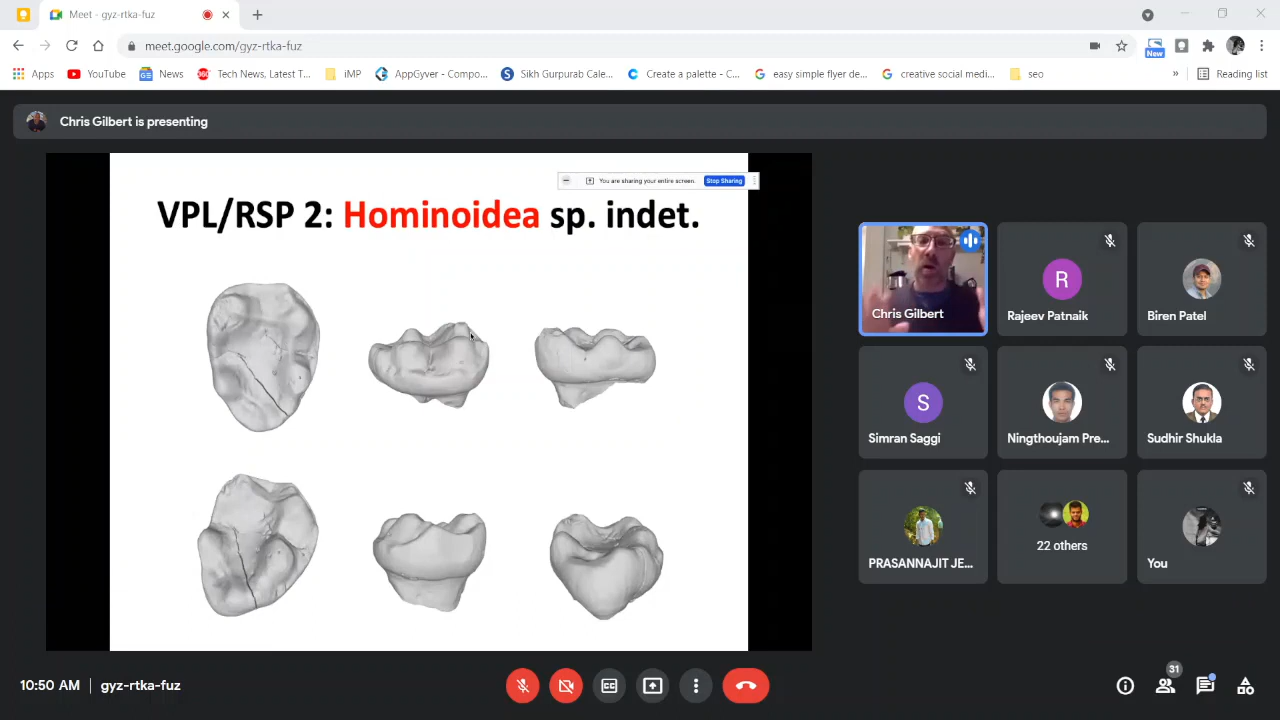 Meet - gyz-rtka-fuz
meet.google.com/gyz-rtka-fuz
New
Apps
YouTube
News
Tech News, Latest T...
iMP
AppGyver - Compo...
Sikh Gurpurab Cale...
Create a palette - C...
easy simple flyer de...
creative social medi...
seo
»
Reading list
Chris Gilbert is presenting
You are sharing your entire screen.
Stop Sharing
VPL/RSP 2: Hominoidea sp. indet.
Chris Gilbert
R
Rajeev Patnaik
Biren Patel
S
Simran Saggi
Ningthoujam Pre...
Sudhir Shukla
PRASANNAJIT JE...
22 others
You
10:50 AM | gyz-rtka-fuz
31